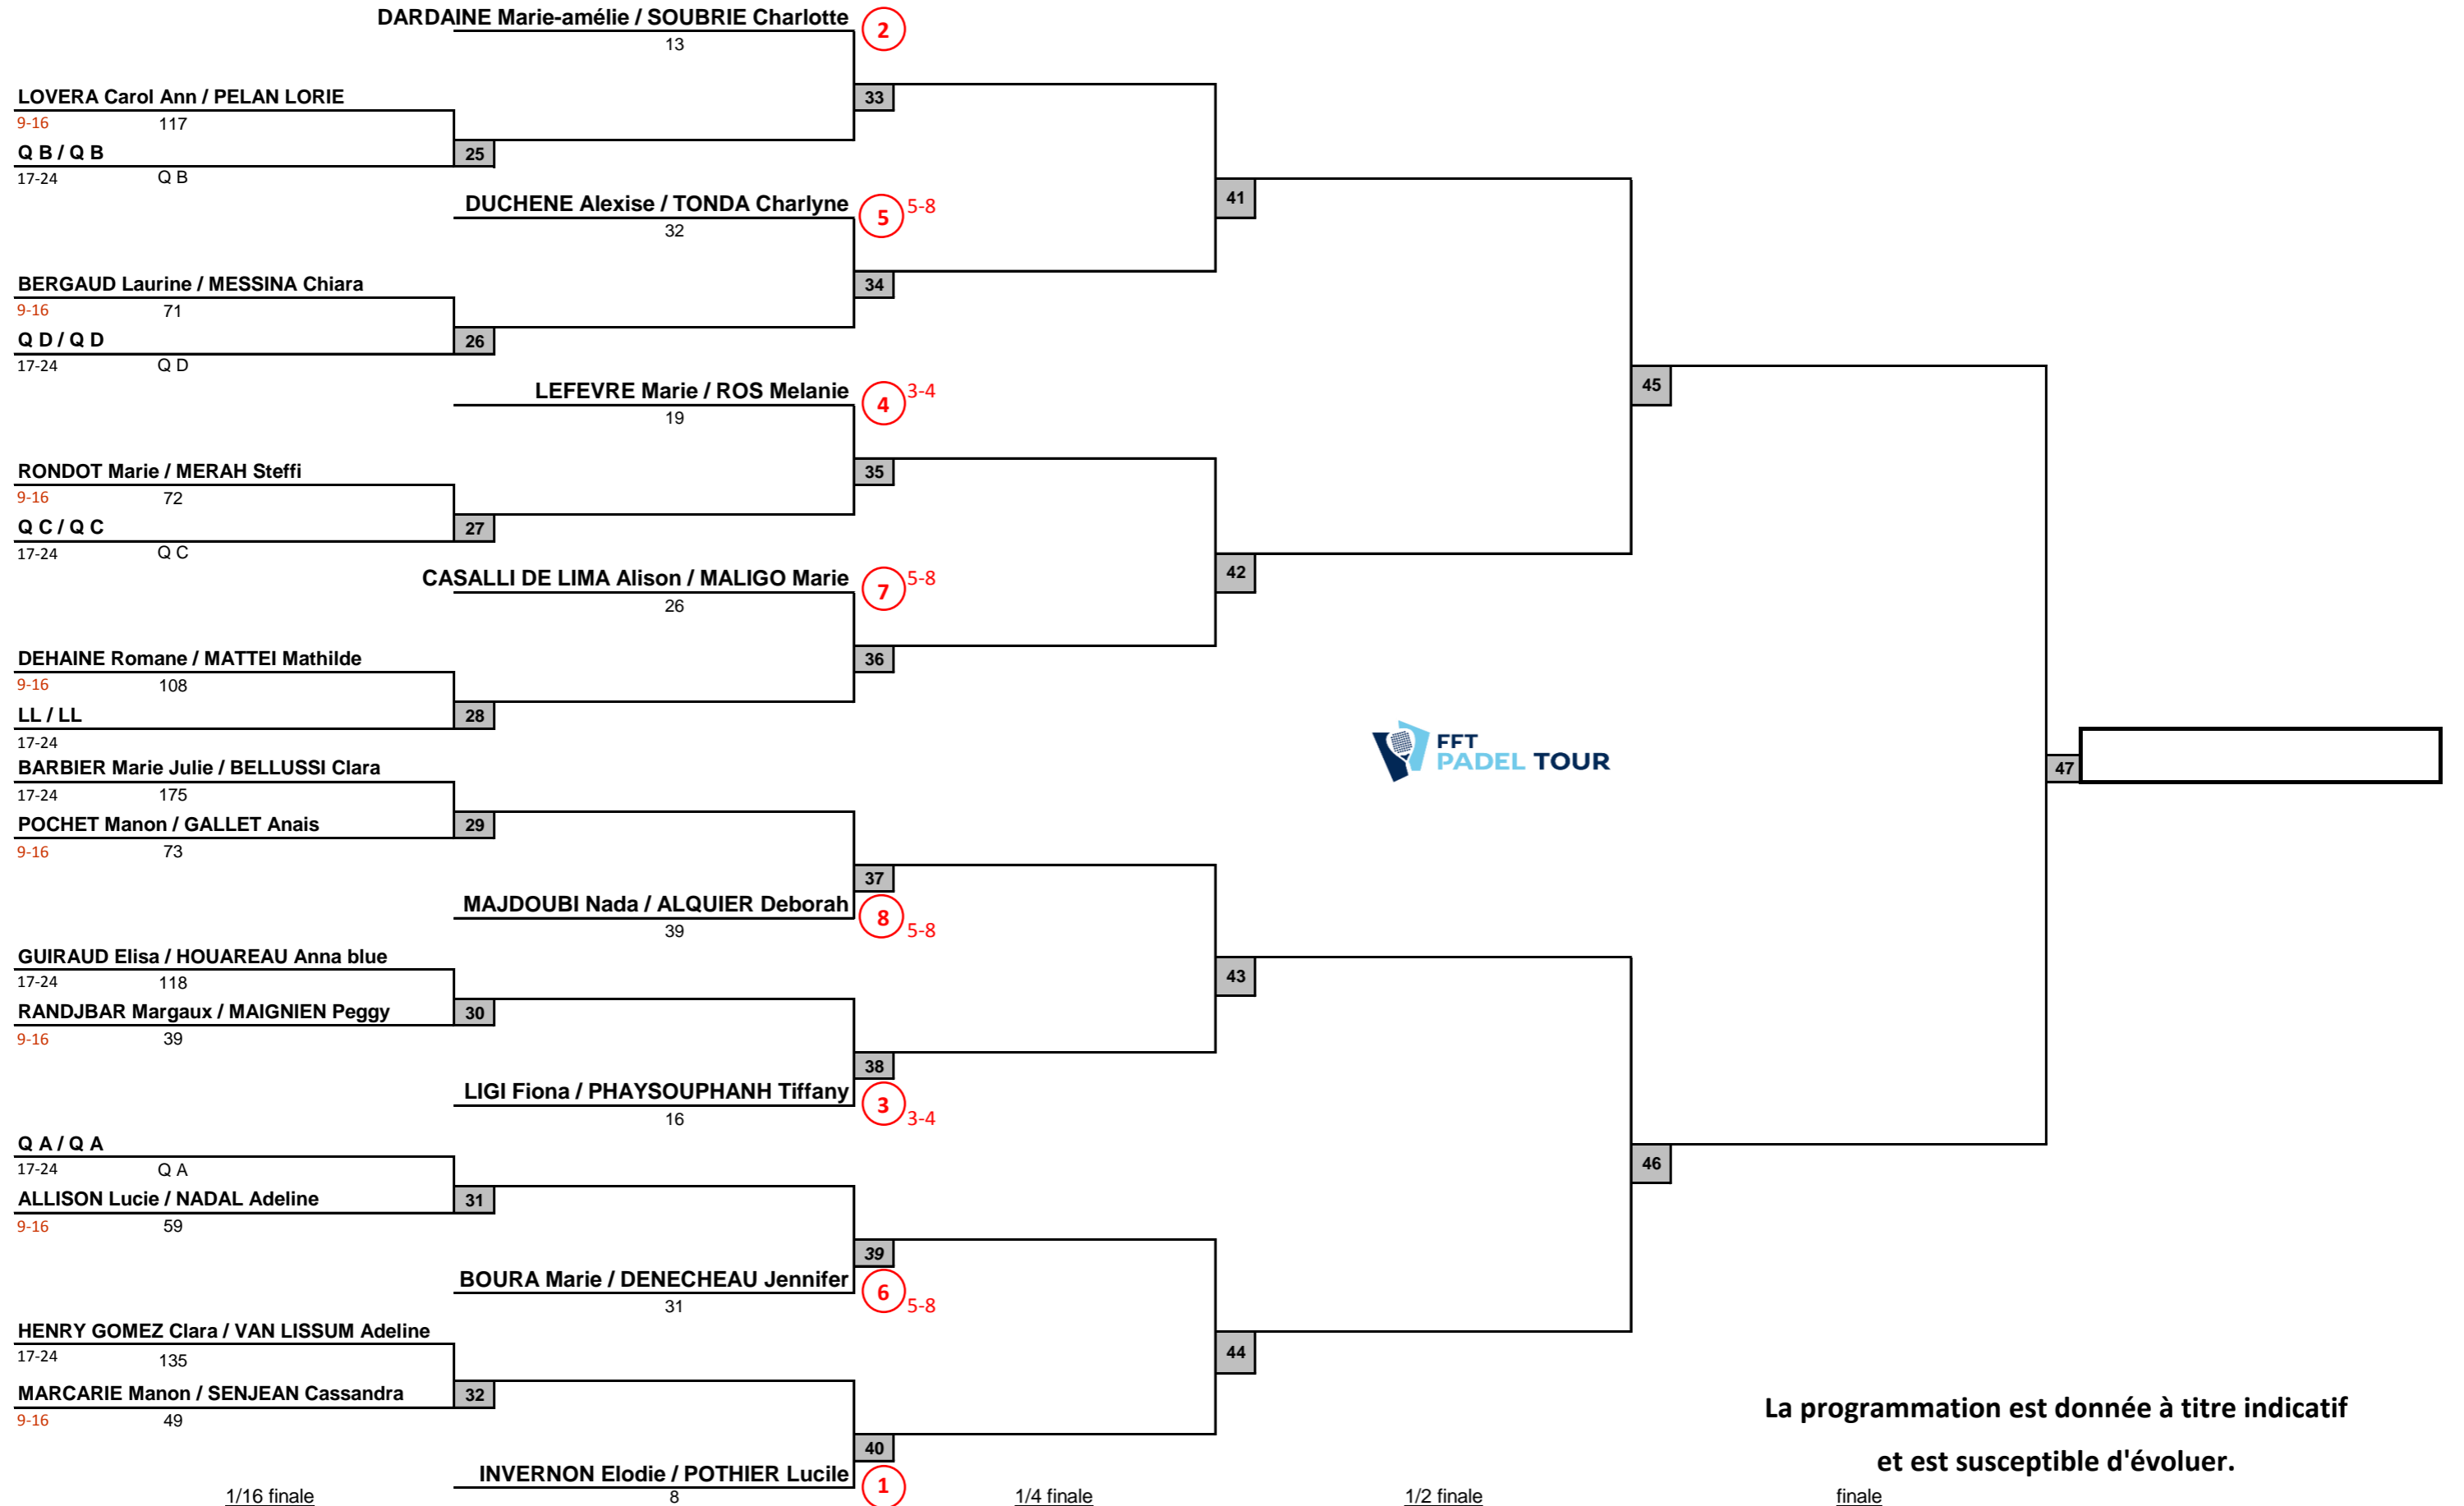 DARDAINE Marie-amélie / SOUBRIE Charlotte
2
13
LOVERA Carol Ann / PELAN LORIE
33
9-16 117
Q B / Q B
25
17-24 Q B
DUCHENE Alexise / TONDA Charlyne
5
5-8
41
32
BERGAUD Laurine / MESSINA Chiara
34
9-16 71
Q D / Q D
26
17-24 Q D
LEFEVRE Marie / ROS Melanie
4
3-4
45
19
RONDOT Marie / MERAH Steffi
35
9-16 72
Q C / Q C
27
17-24 Q C
CASALLI DE LIMA Alison / MALIGO Marie
7
5-8
42
26
DEHAINE Romane / MATTEI Mathilde
36
9-16 108
LL / LL
28
17-24
FFT
PADEL TOUR
47
BARBIER Marie Julie / BELLUSSI Clara
17-24 175
POCHET Manon / GALLET Anais
29
9-16 73
37
MAJDOUBI Nada / ALQUIER Deborah
8
5-8
39
GUIRAUD Elisa / HOUAREAU Anna blue
43
17-24 118
RANDJBAR Margaux / MAIGNIEN Peggy
30
9-16 39
38
LIGI Fiona / PHAYSOUPHANH Tiffany
3
3-4
16
Q A / Q A
46
17-24 Q A
ALLISON Lucie / NADAL Adeline
31
9-16 59
39
BOURA Marie / DENECHEAU Jennifer
6
5-8
31
HENRY GOMEZ Clara / VAN LISSUM Adeline
44
17-24 135
MARCARIE Manon / SENJEAN Cassandra
32
9-16 49
La programmation est donnée à titre indicatif
et est susceptible d'évoluer.
40
INVERNON Elodie / POTHIER Lucile
1
8
1/16 finale
1/4 finale
1/2 finale
finale